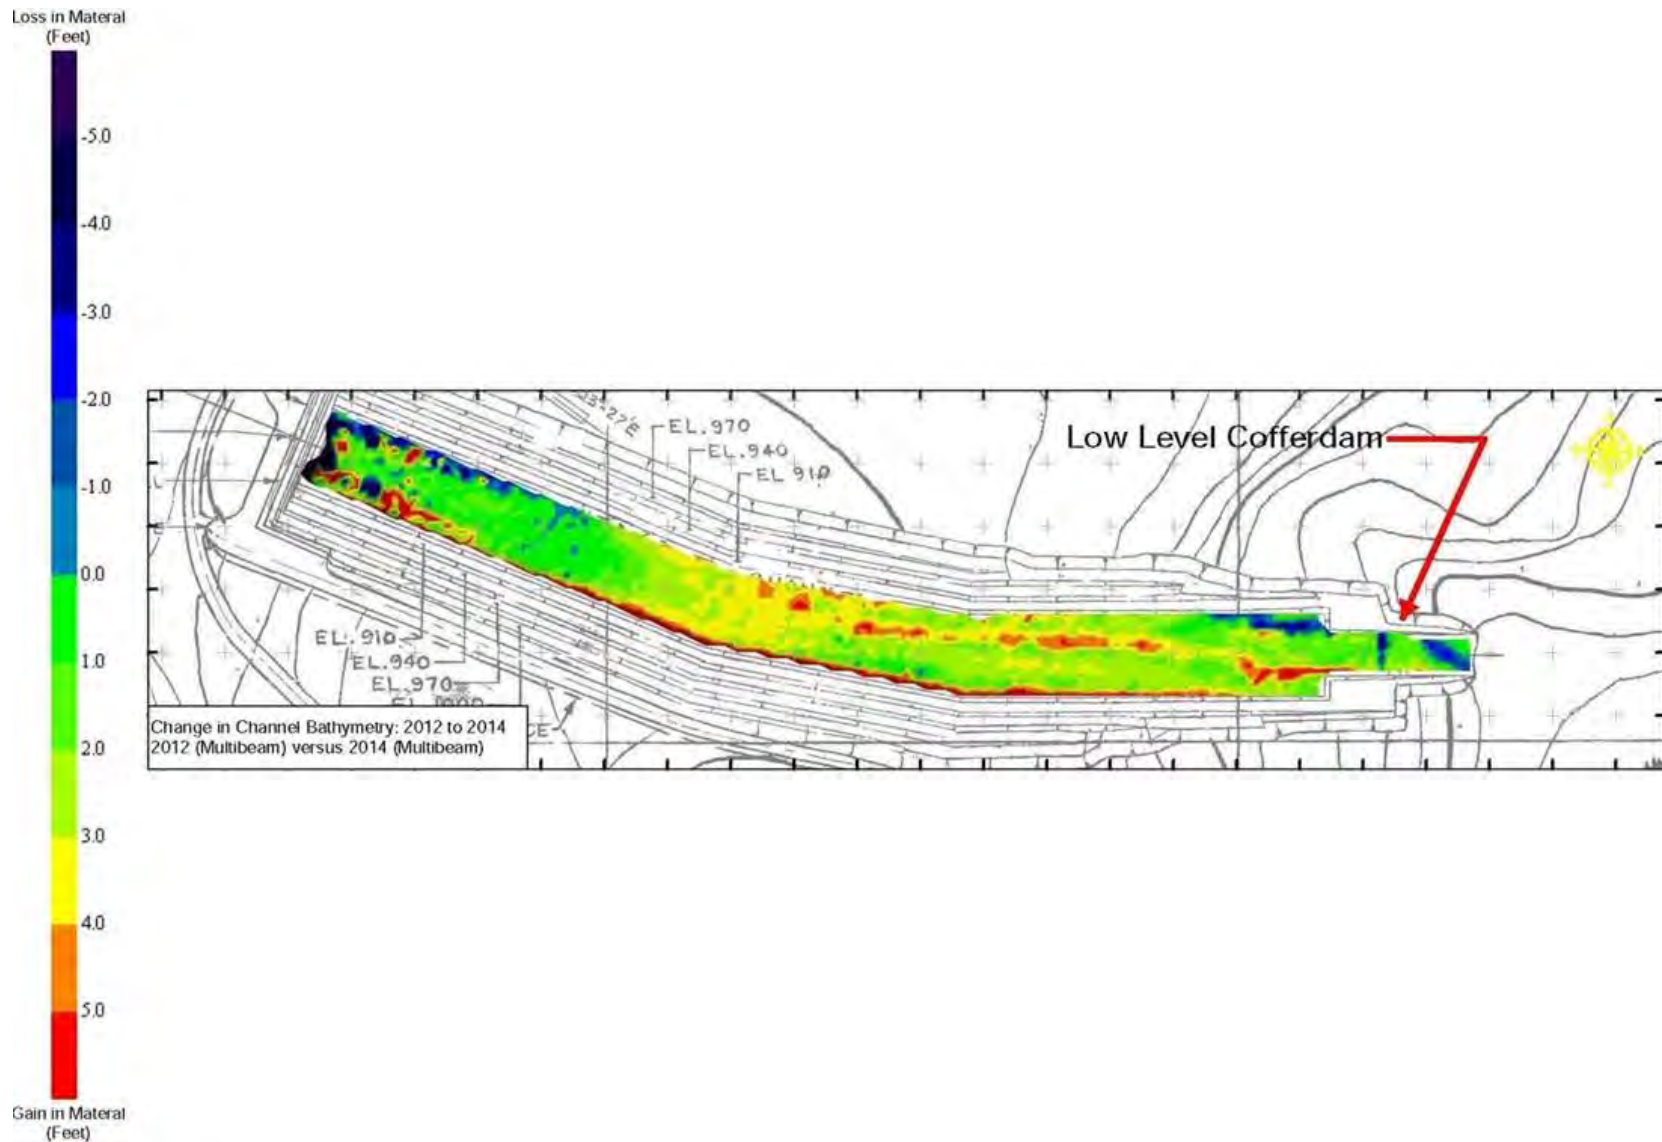 Loss in Materal
(Feet)
-5.0
-4.0
-3.0
-2.0
-1.0
0.0
1.0
2.0
3.0
4.0
5.0
Gain in Materal
(Feet)
EL.970
EL.940
EL 910
Low Level Cofferdam
EL.910
EL.940
EL.970
Change in Channel Bathymetry: 2012 to 2014
2012 (Multibeam) versus 2014 (Multibeam)